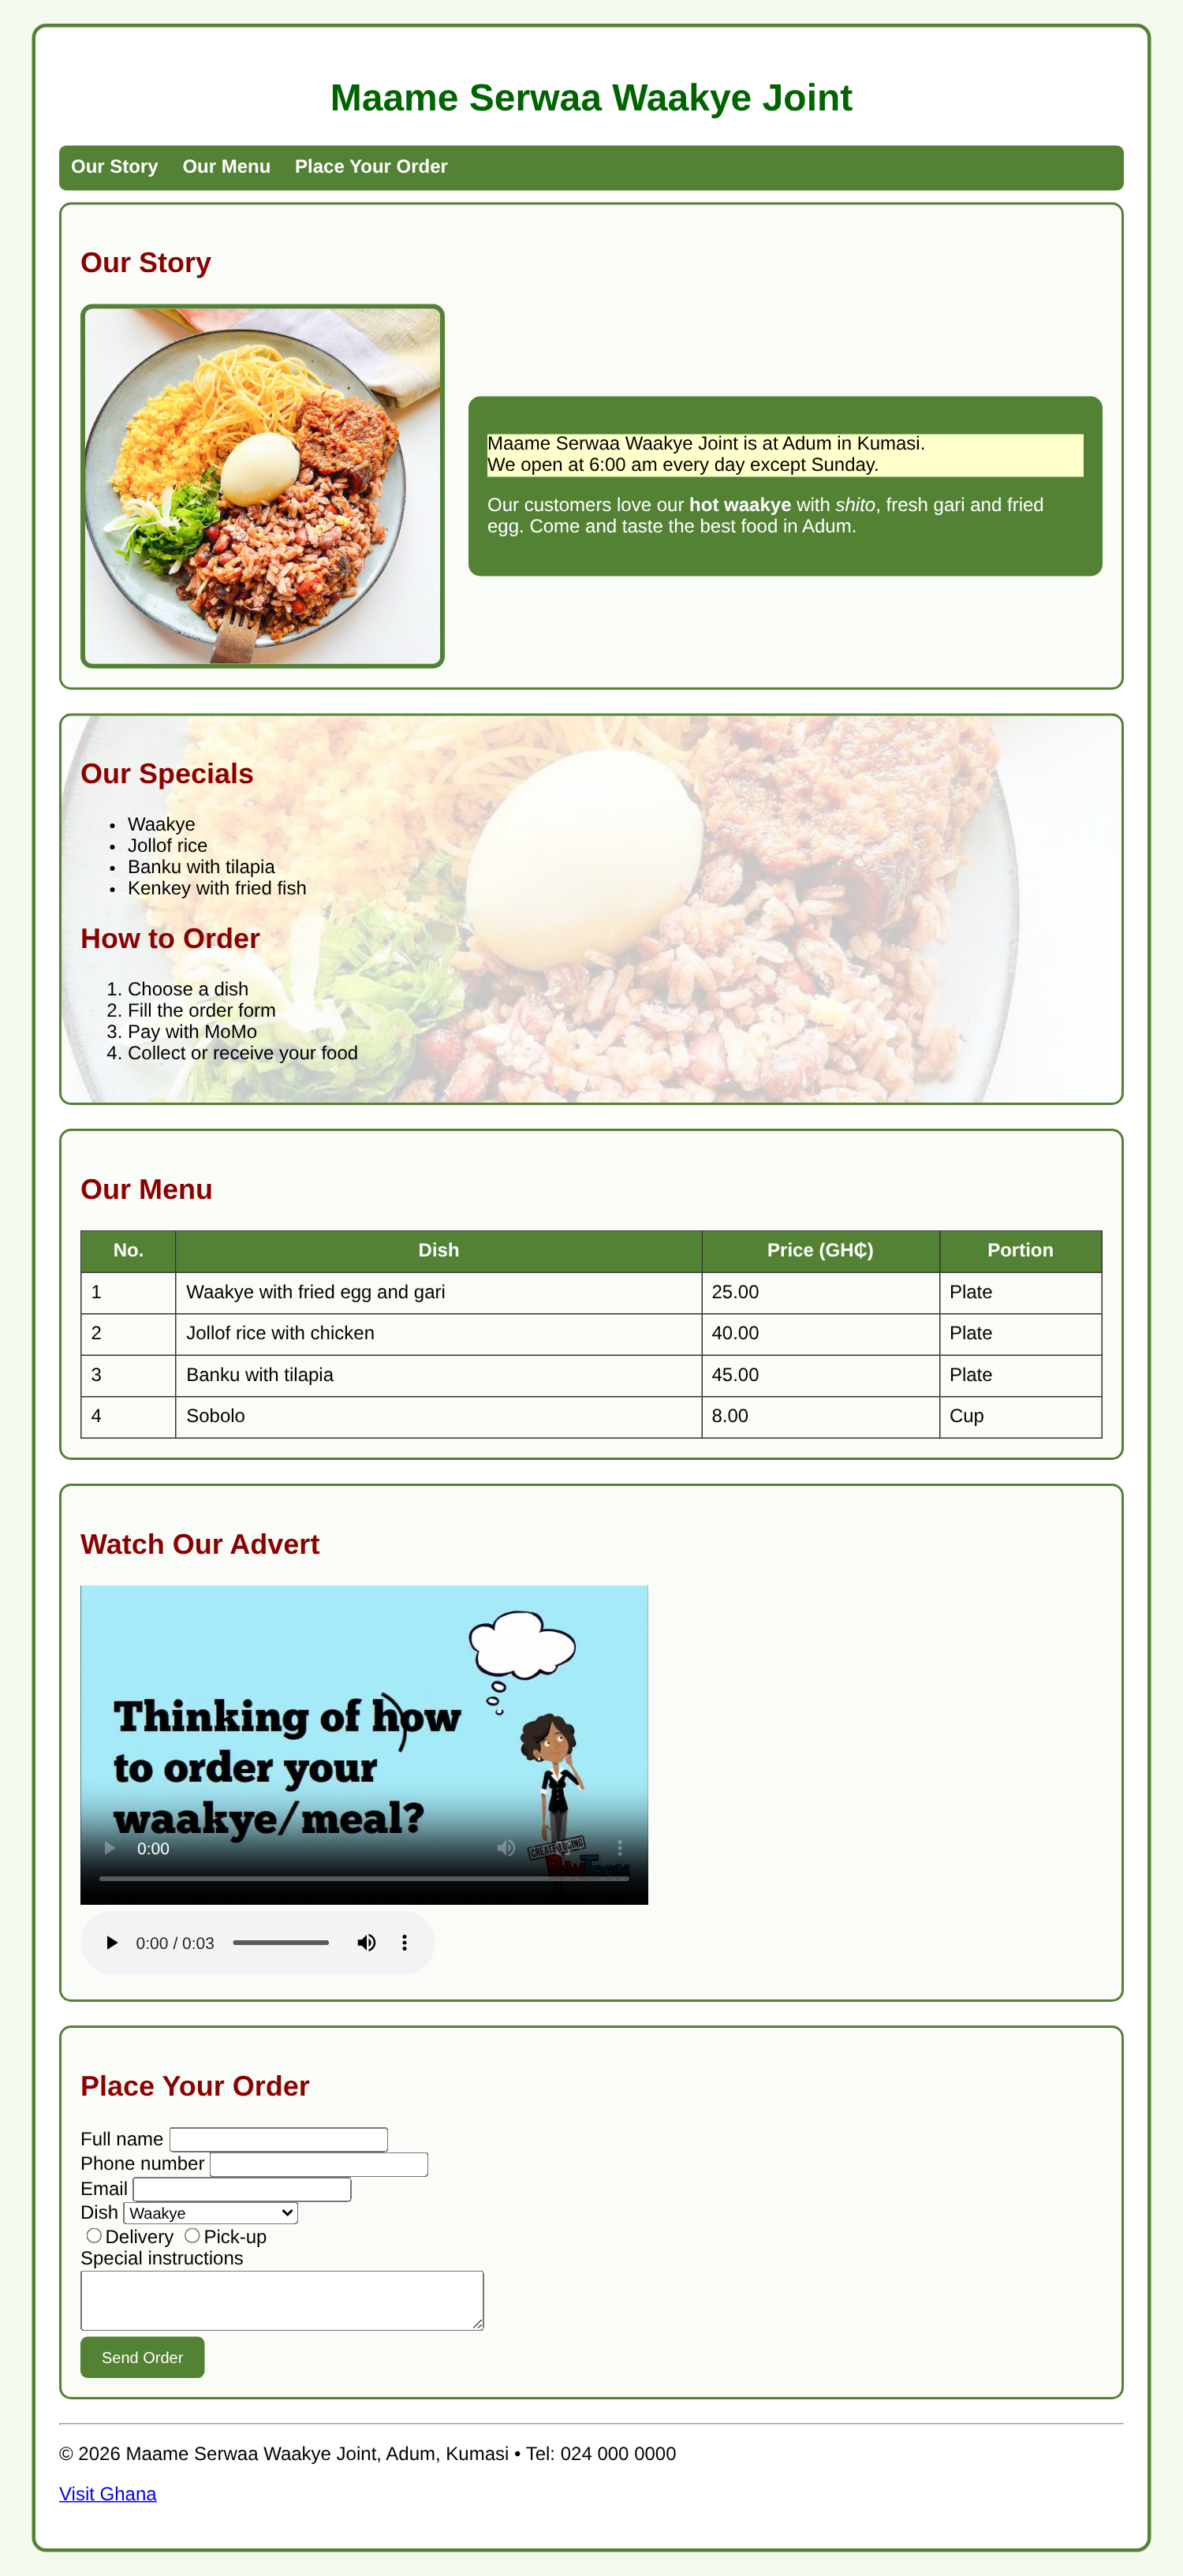 Maame Serwaa Waakye Joint
Our Story Our Menu Place Your Order
Our Story
Maame Serwaa Waakye Joint is at Adum in Kumasi.
We open at 6:00 am every day except Sunday.
Our customers love our hot waakye with shito, fresh gari and fried
egg. Come and taste the best food in Adum.
Our Specials
• Waakye
• Jollof rice
• Banku with tilapia
• Kenkey with fried fish
How to Order
1. Choose a dish
2. Fill the order form
3. Pay with MoMo
4. Collect or receive your food
Our Menu
No. Dish Price (GH₵) Portion
1 Waakye with fried egg and gari 25.00 Plate
2 Jollof rice with chicken 40.00 Plate
3 Banku with tilapia 45.00 Plate
4 Sobolo 8.00 Cup
Watch Our Advert
Thinking of how
to order your
waakye/meal?
0:00
CREATED USING
PowToon
0:00 / 0:03
Place Your Order
Full name
Phone number
Email
Dish Waakye
Delivery Pick-up
Special instructions
Send Order
© 2026 Maame Serwaa Waakye Joint, Adum, Kumasi • Tel: 024 000 0000
Visit Ghana